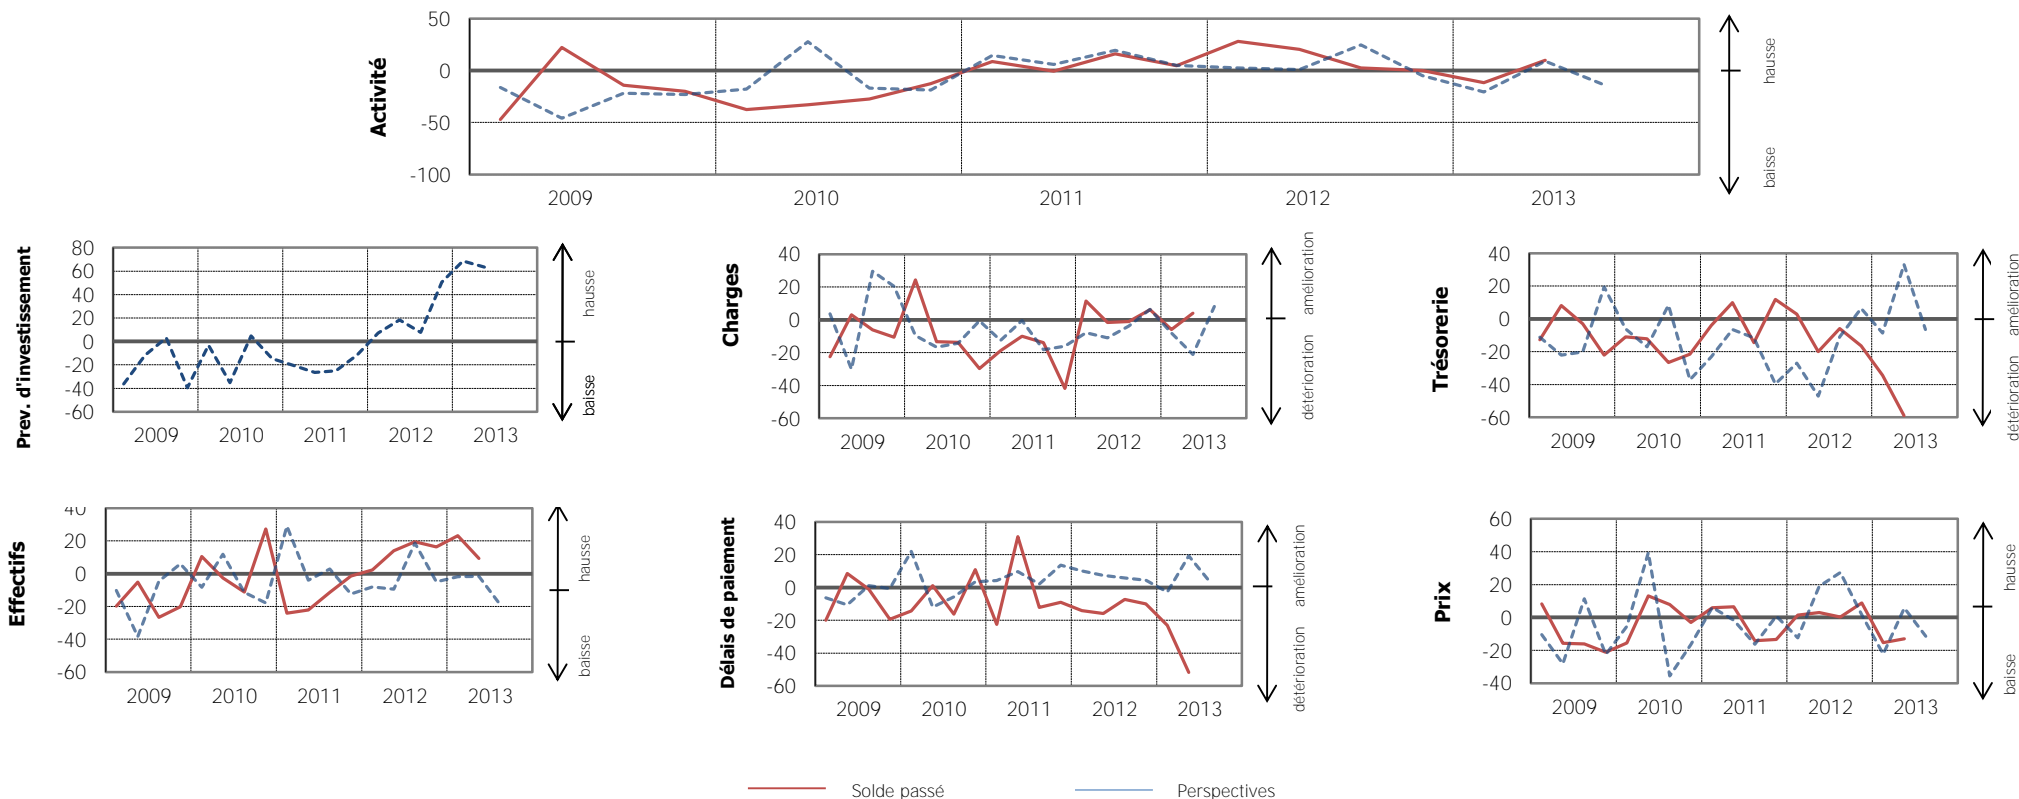 Activité
50
0
-50
-100
2009 2010 2011 2012 2013
hausse
baisse
Prev. d'investissement
80
60
40
20
0
-20
-40
-60
2009 2010 2011 2012 2013
hausse
baisse
Charges
40
20
0
-20
-40
-60
2009 2010 2011 2012 2013
amélioration
détérioration
Trésorerie
40
20
0
-20
-40
-60
2009 2010 2011 2012 2013
amélioration
détérioration
Effectifs
40
20
0
-20
-40
-60
2009 2010 2011 2012 2013
hausse
baisse
Délais de paiement
40
20
0
-20
-40
-60
2009 2010 2011 2012 2013
amélioration
détérioration
Prix
60
40
20
0
-20
-40
2009 2010 2011 2012 2013
hausse
baisse
Solde passé
Perspectives